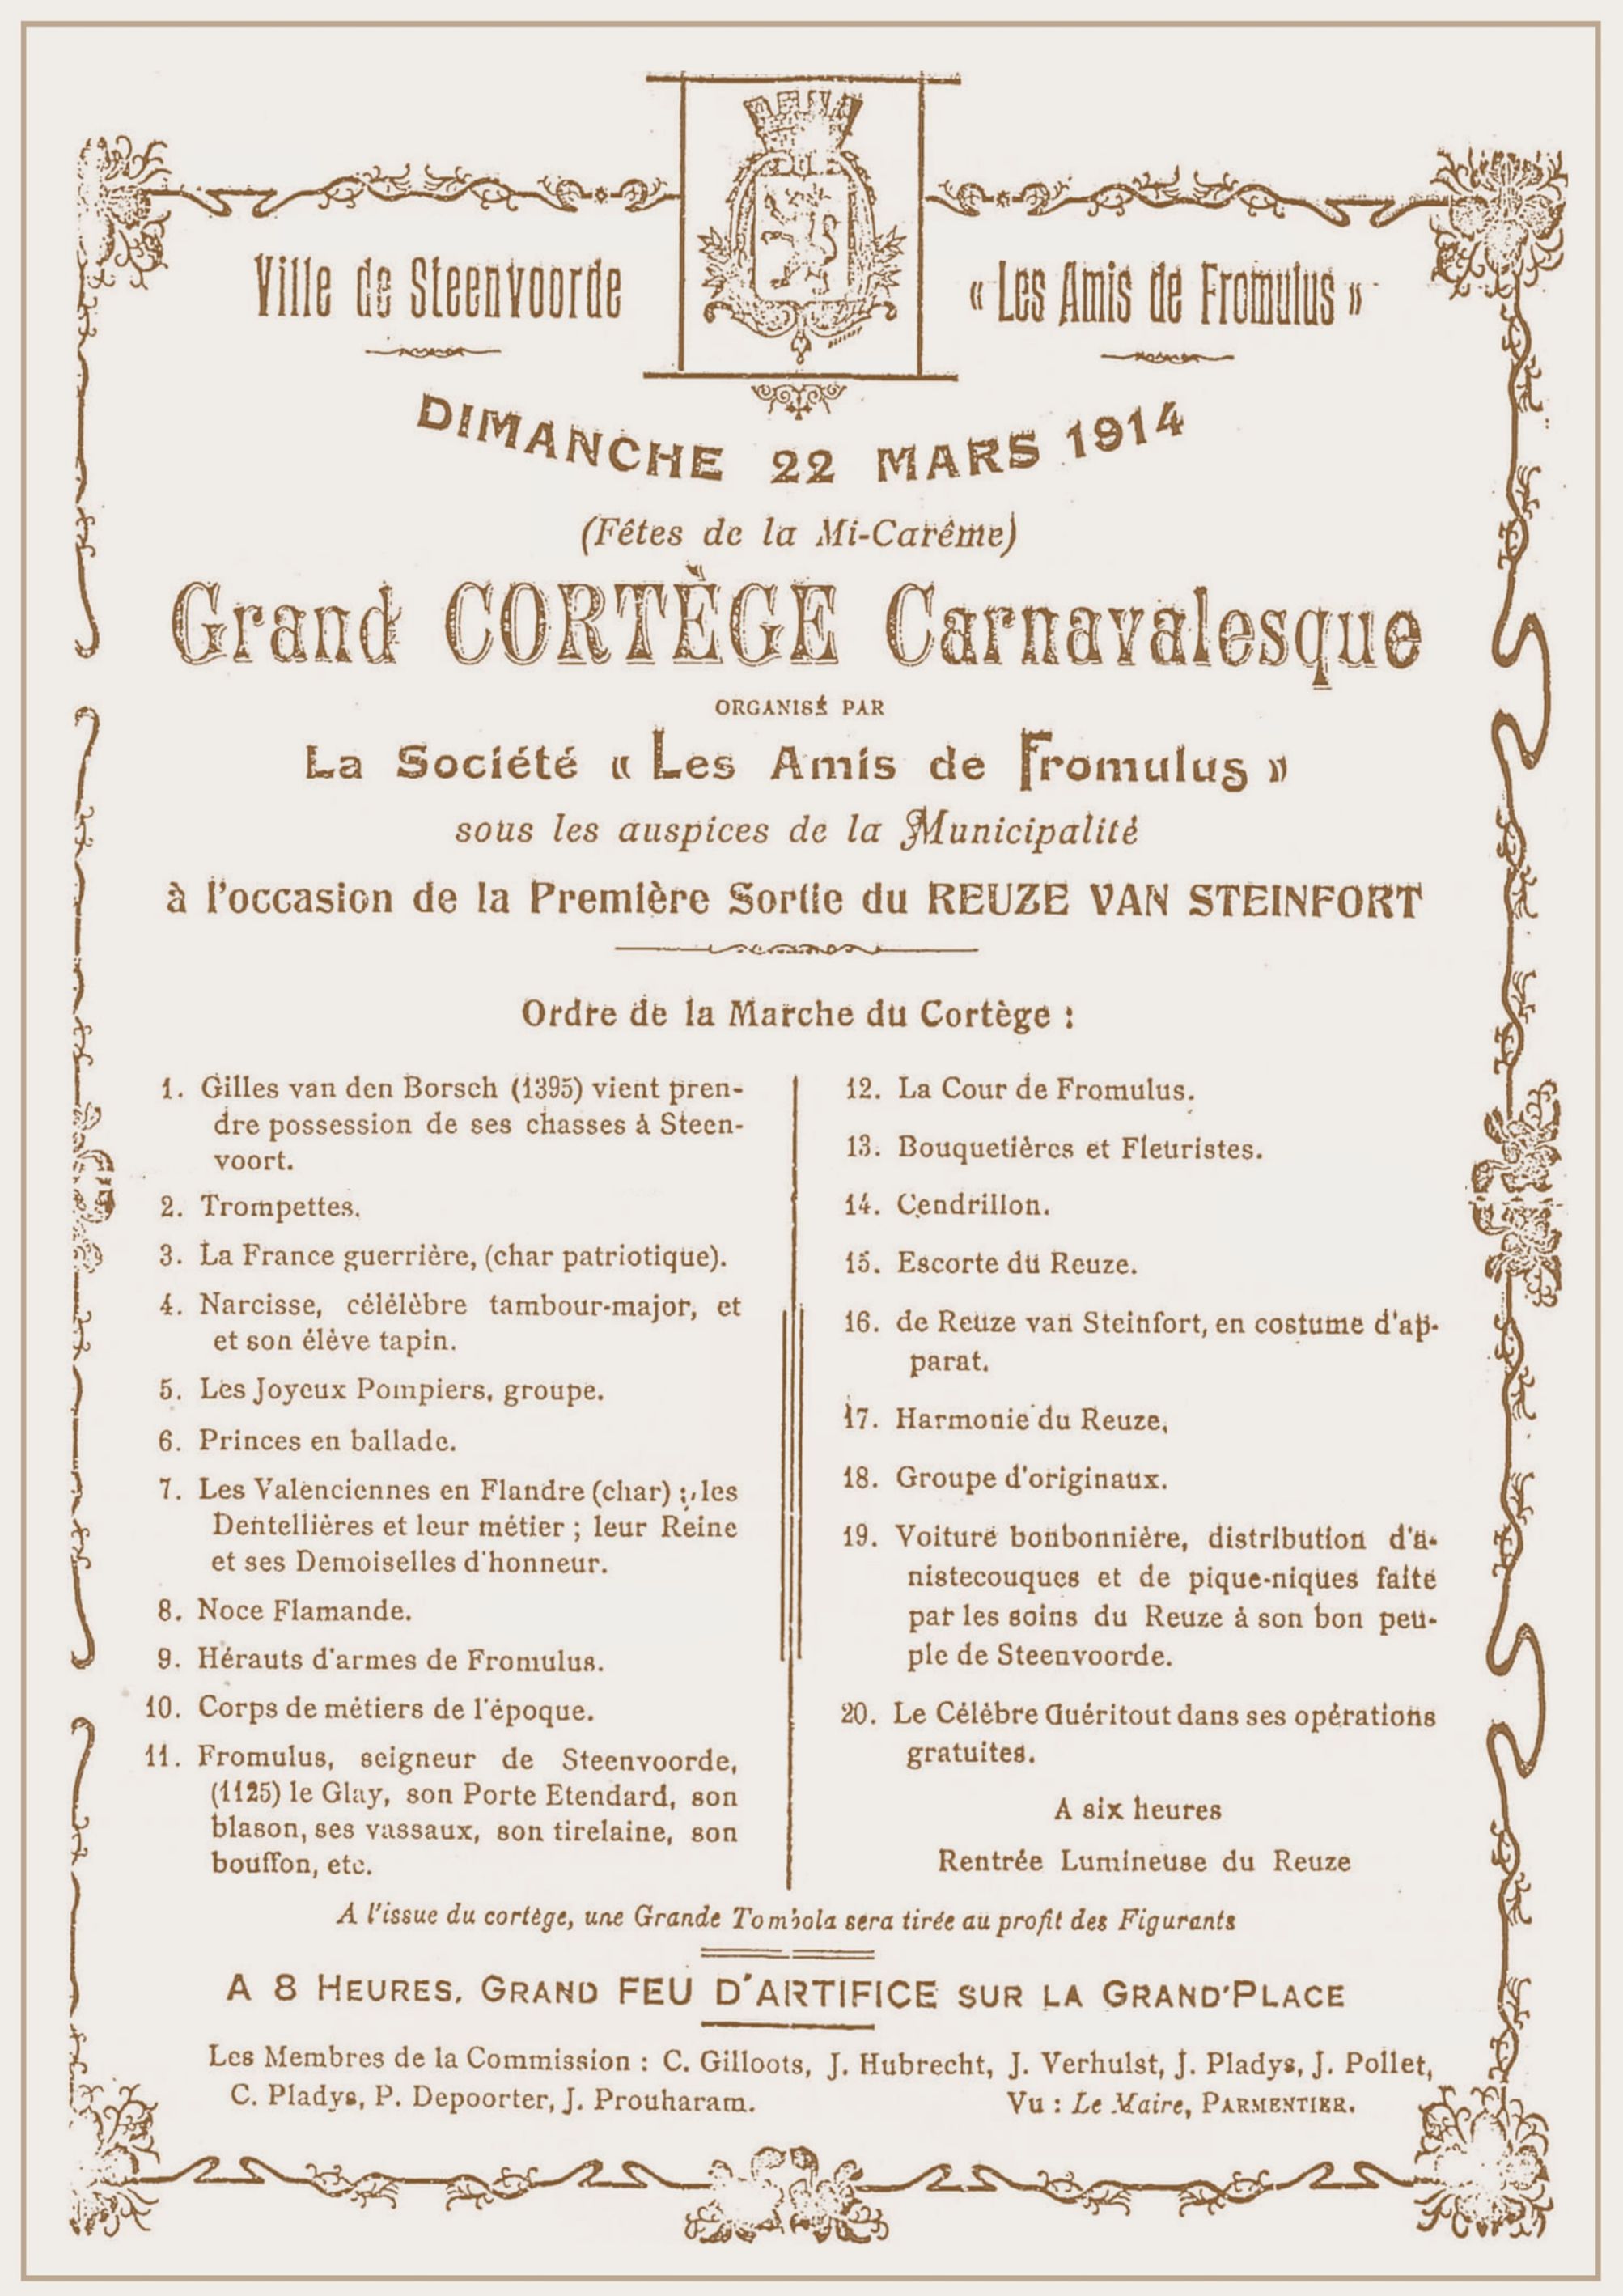 Ville de Steenvoorde
« Les Amis de Fromulus »
DIMANCHE 22 MARS 1914
(Fêtes de la Mi-Carême)
Grand CORTÈGE Carnavalesque
ORGANISÉ PAR
La Société « Les Amis de Fromulus »
sous les auspices de la Municipalité
à l'occasion de la Première Sortie du REUZE VAN STEINFORT
Ordre de la Marche du Cortège :
1. Gilles van den Borsch (1395) vient pren-
dre possession de ses chasses à Steen-
voort.
2. Trompettes.
3. La France guerrière, (char patriotique).
4. Narcisse, célélèbre tambour-major, et
et son élève tapin.
5. Les Joyeux Pompiers, groupe.
6. Princes en ballade.
7. Les Valenciennes en Flandre (char) ; les
Dentellières et leur métier ; leur Reine
et ses Demoiselles d'honneur.
8. Noce Flamande.
9. Hérauts d'armes de Fromulus.
10. Corps de métiers de l'époque.
11. Fromulus, seigneur de Steenvoorde,
(1125) le Glay, son Porte Etendard, son
blason, ses vassaux, son tirelaine, son
bouffon, etc.
12. La Cour de Fromulus.
13. Bouquetières et Fleuristes.
14. Cendrillon.
15. Escorte du Reuze.
16. de Reuze van Steinfort, en costume d'ap-
parat.
17. Harmonie du Reuze,
18. Groupe d'originaux.
19. Voiture bonbonnière, distribution d'a-
nistecouques et de pique-niques faite
par les soins du Reuze à son bon peu-
ple de Steenvoorde.
20. Le Célèbre Guéritout dans ses opérations
gratuites.
A six heures
Rentrée Lumineuse du Reuze
A l'issue du cortège, une Grande Tombola sera tirée au profit des Figurants
A 8 HEURES, GRAND FEU D'ARTIFICE SUR LA GRAND'PLACE
Les Membres de la Commission : C. Gilloots, J. Hubrecht, J. Verhulst, J. Pladys, J. Pollet,
C. Pladys, P. Depoorter, J. Prouharam.
Vu : Le Maire, PARMENTIER.